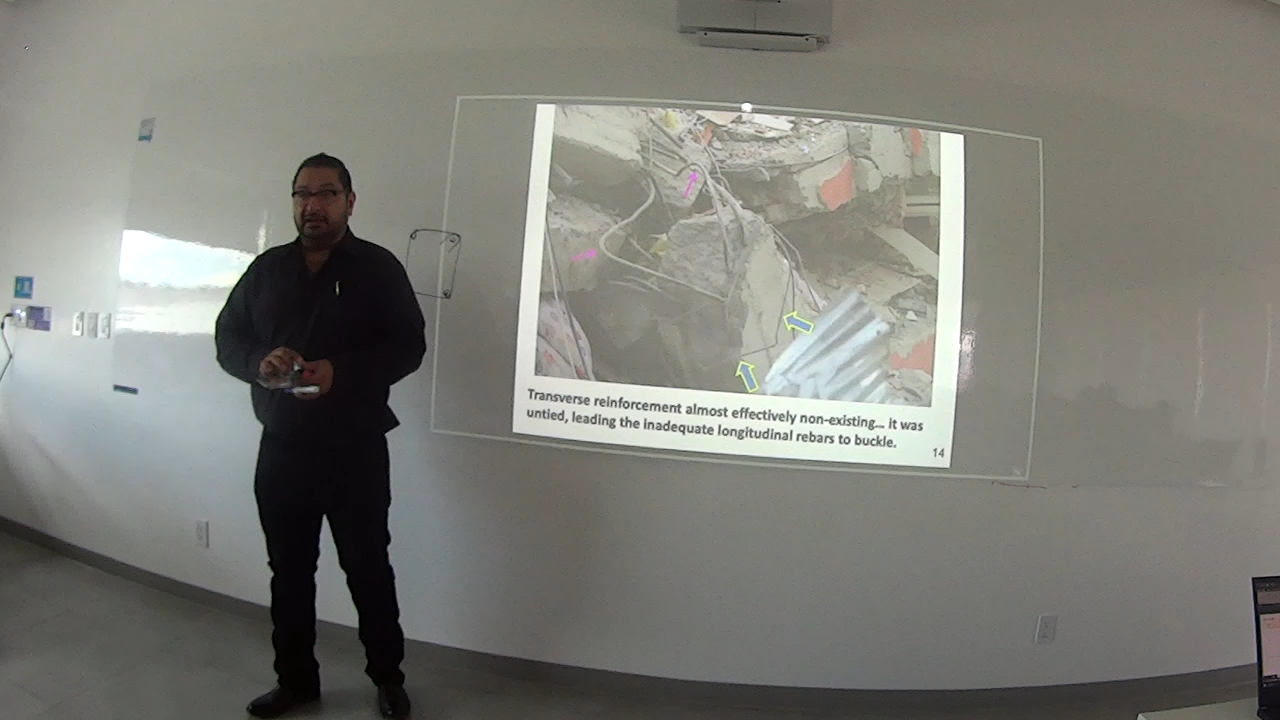 Transverse reinforcement almost effectively non-existing... it was
untied, leading the inadequate longitudinal rebars to buckle.
14